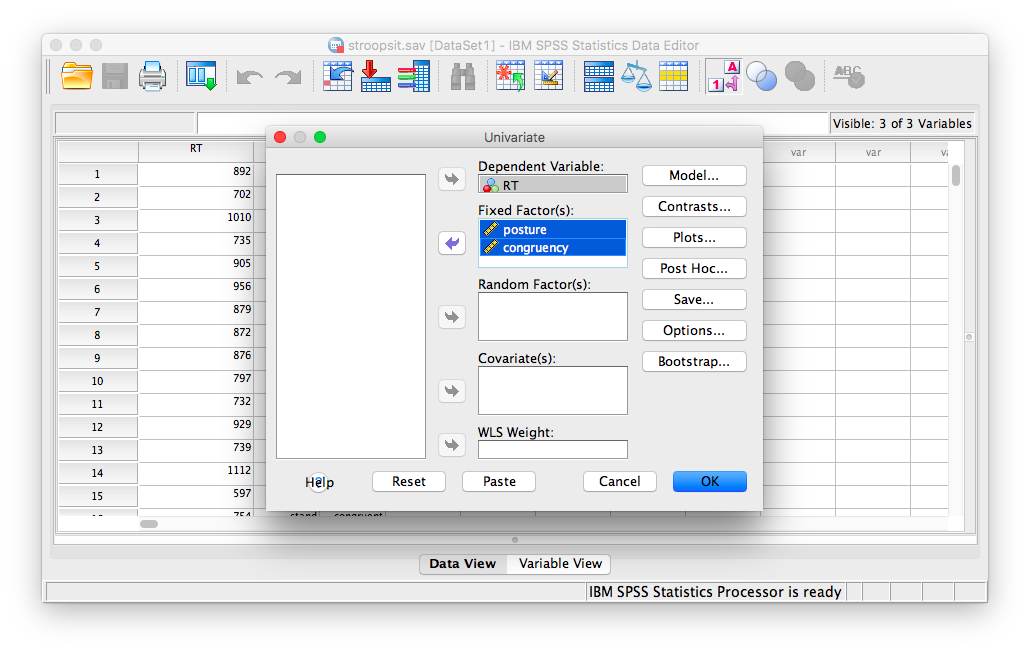 stroopsit.sav [DataSet1] - IBM SPSS Statistics Data Editor
A
1
ABC
Visible: 3 of 3 Variables
Univariate
RT
var
var
1 892
2 702
3 1010
4 735
5 905
6 956
7 879
8 872
9 876
10 797
11 732
12 929
13 739
14 1112
15 597
754 stand congruent
Dependent Variable:
RT
Fixed Factor(s):
posture
congruency
Random Factor(s):
Covariate(s):
WLS Weight:
Model...
Contrasts...
Plots...
Post Hoc...
Save...
Options...
Bootstrap...
Help
Reset
Paste
Cancel
OK
Data View
Variable View
IBM SPSS Statistics Processor is ready